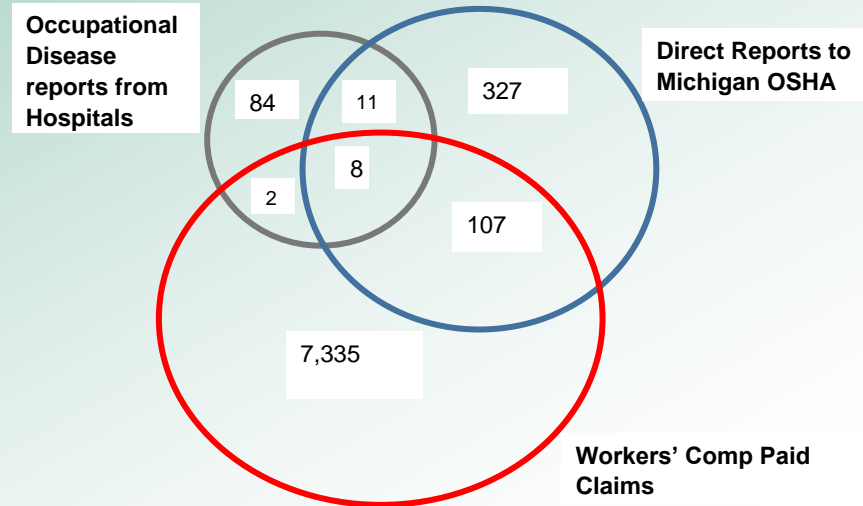 Occupational
Disease
reports from
Hospitals
Direct Reports to
Michigan OSHA
84
11
327
8
2
107
7,335
Workers’ Comp Paid
Claims